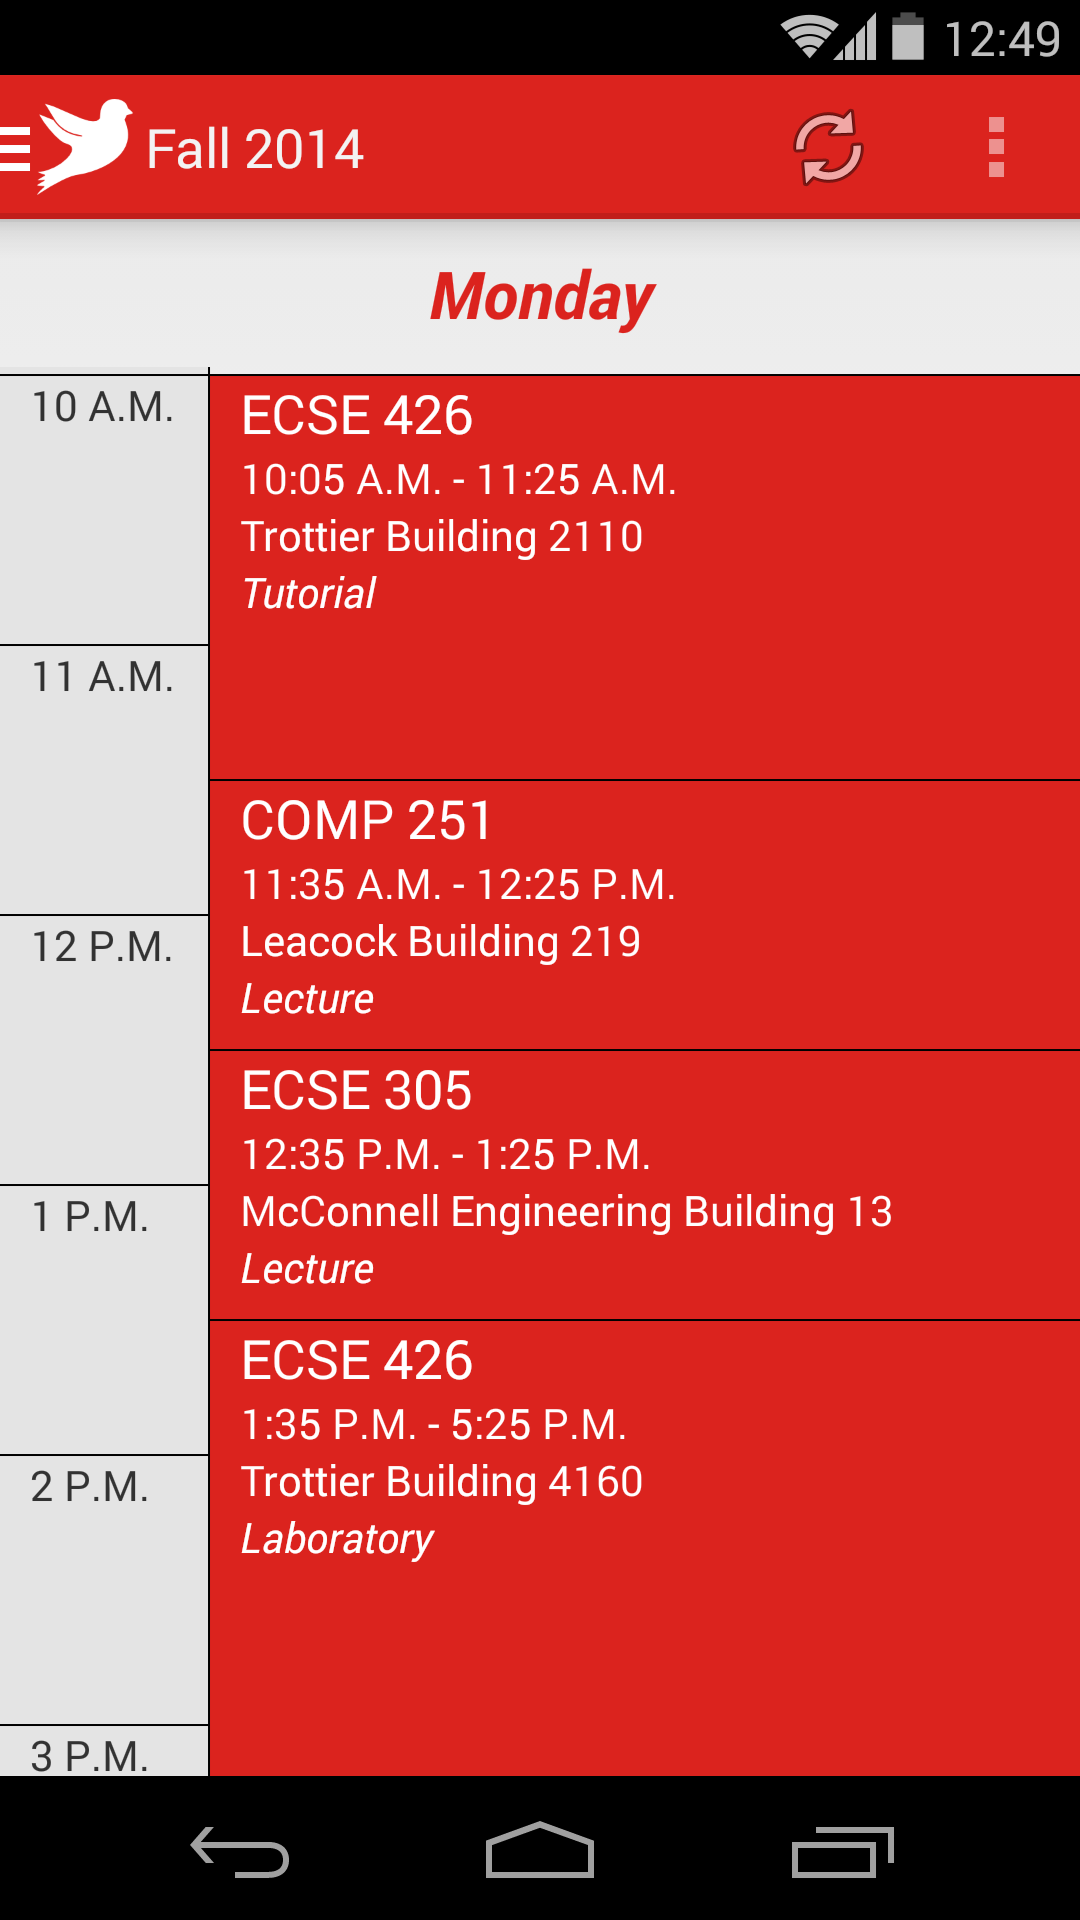 12:49
Fall 2014
Monday
10 A.M.
ECSE 426
10:05 A.M. - 11:25 A.M.
Trottier Building 2110
Tutorial
11 A.M.
COMP 251
11:35 A.M. - 12:25 P.M.
Leacock Building 219
Lecture
12 P.M.
ECSE 305
12:35 P.M. - 1:25 P.M.
McConnell Engineering Building 13
Lecture
1 P.M.
ECSE 426
1:35 P.M. - 5:25 P.M.
Trottier Building 4160
Laboratory
2 P.M.
3 P.M.